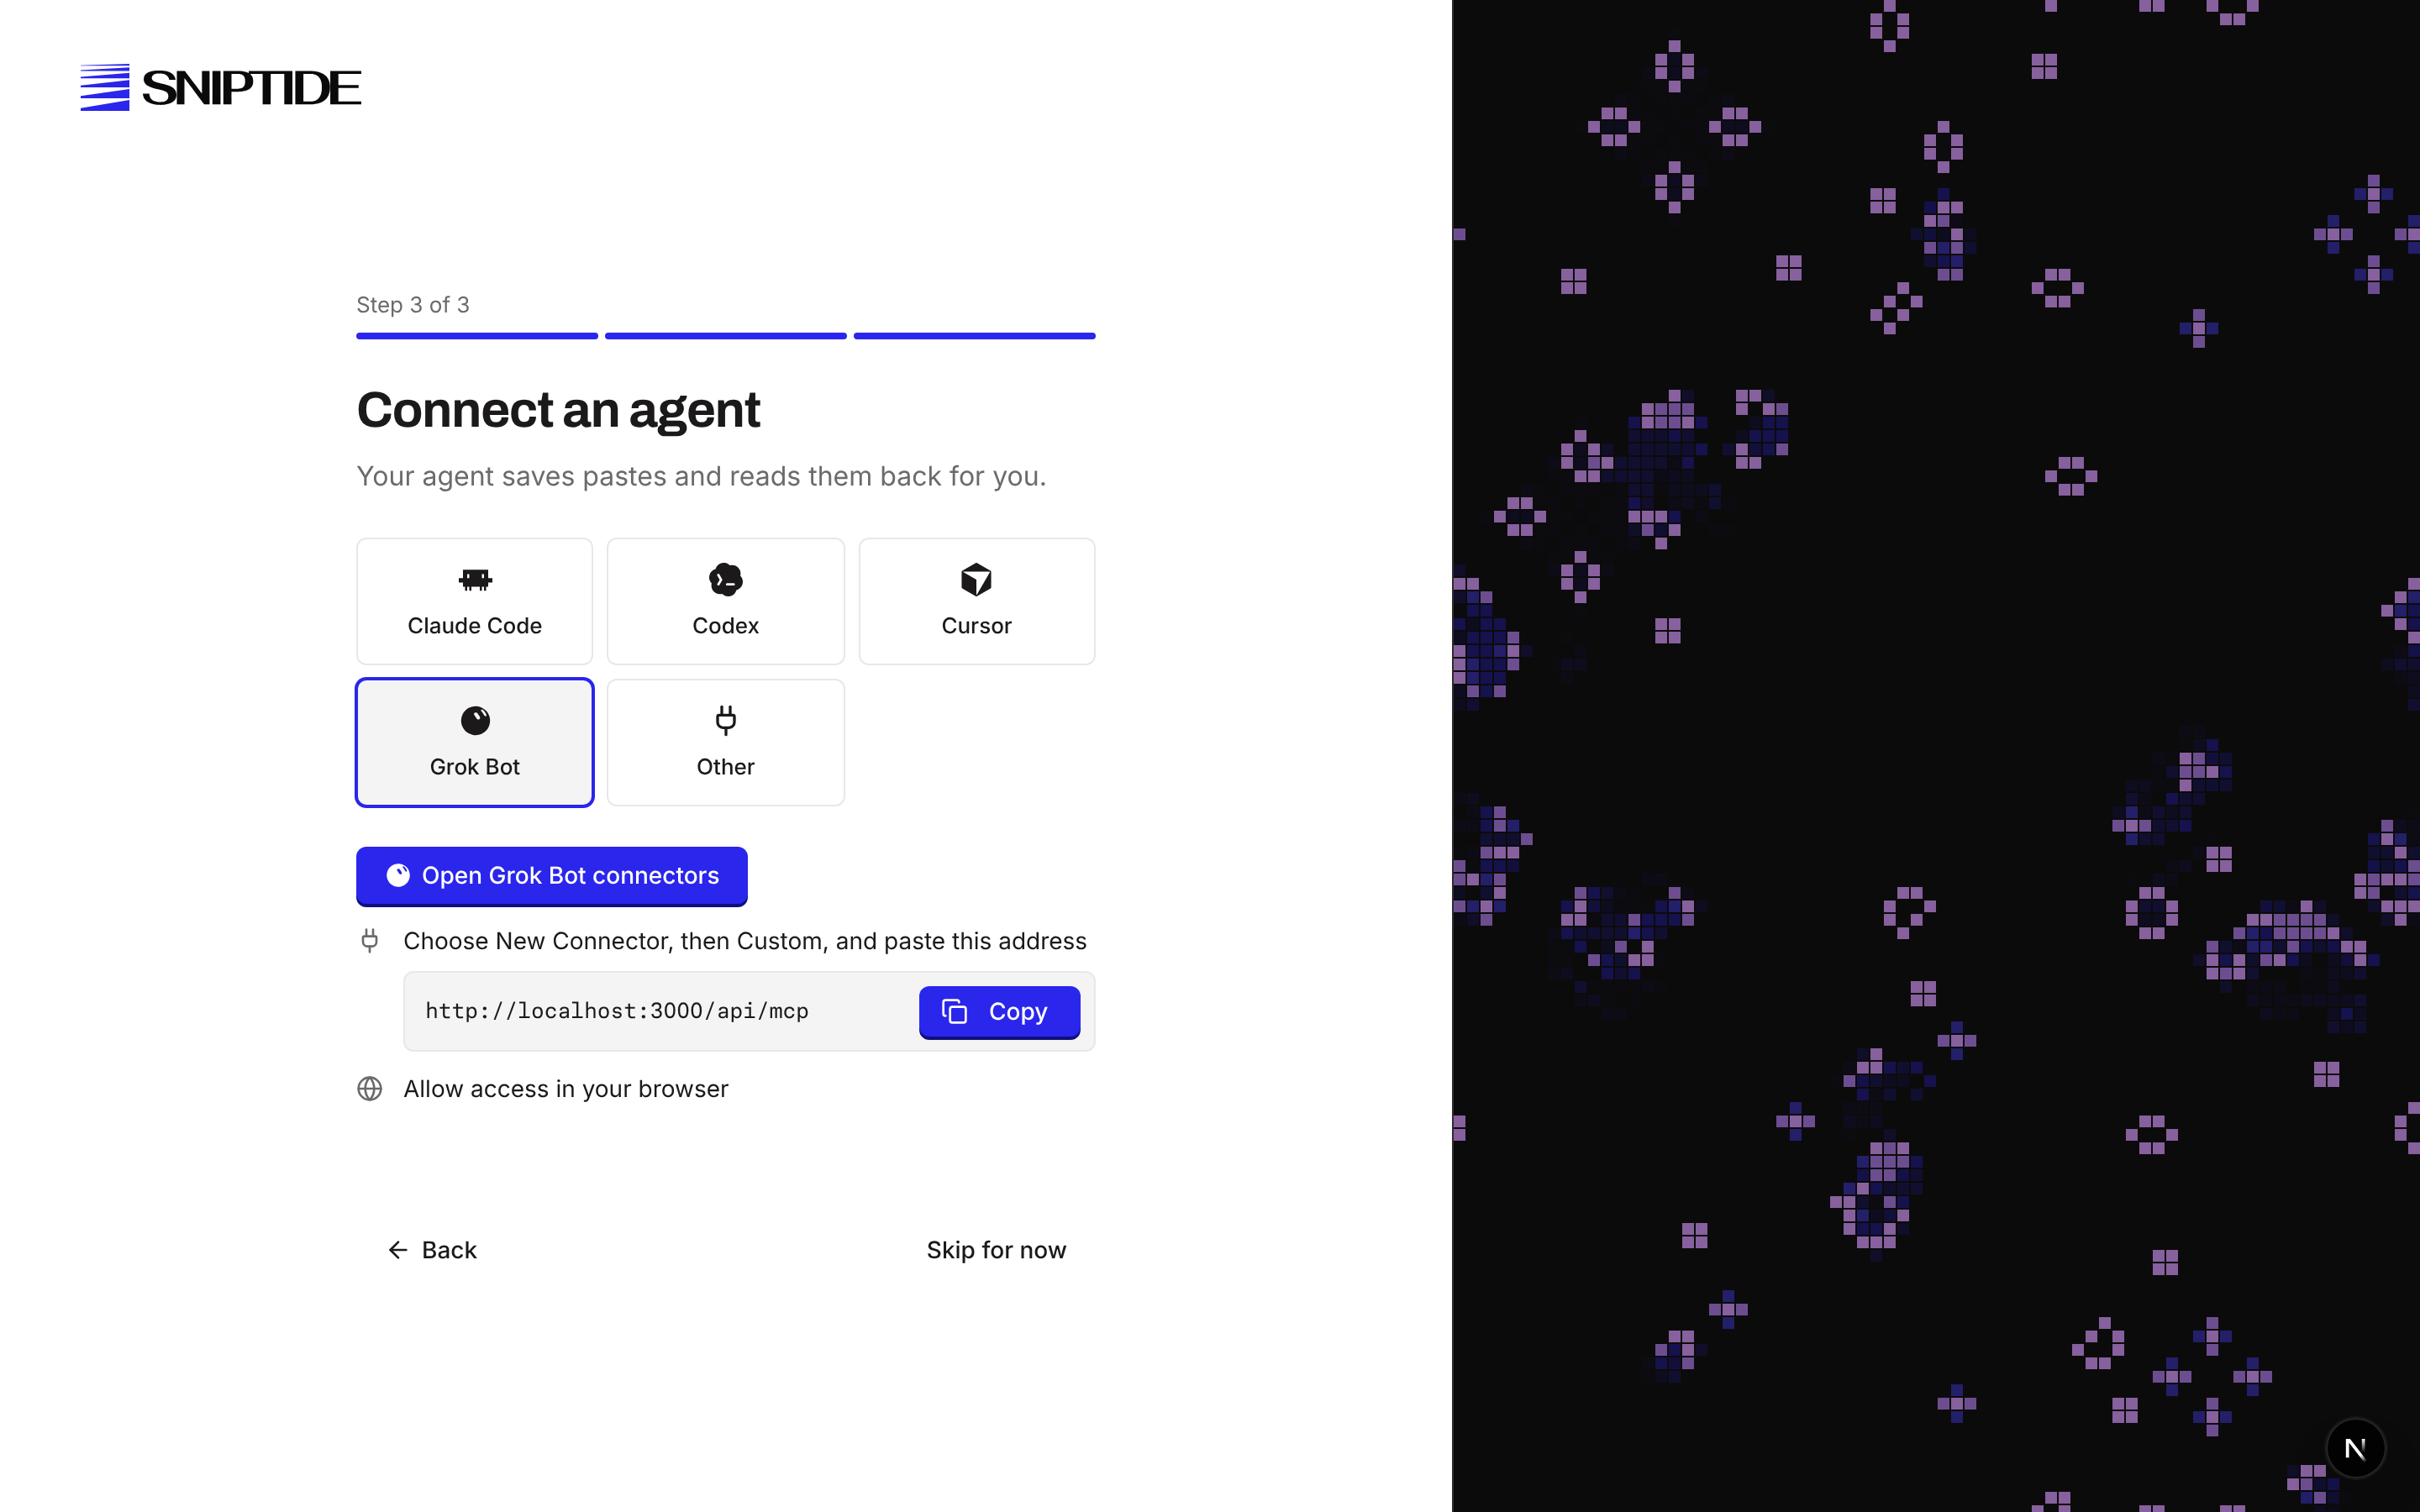 SNIPTIDE
Step 3 of 3
Connect an agent
Your agent saves pastes and reads them back for you.
Claude Code
Codex
Cursor
Grok Bot
Other
Open Grok Bot connectors
Choose New Connector, then Custom, and paste this address
http://localhost:3000/api/mcp
Copy
Allow access in your browser
Back
Skip for now
N